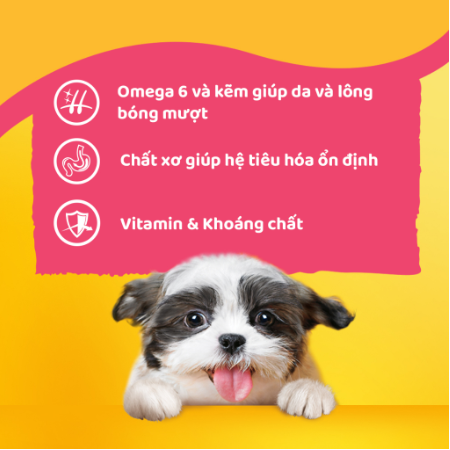 Omega 6 và kẽm giúp da và lông
bóng mượt
Chất xơ giúp hệ tiêu hóa ổn định
Vitamin & Khoáng chất